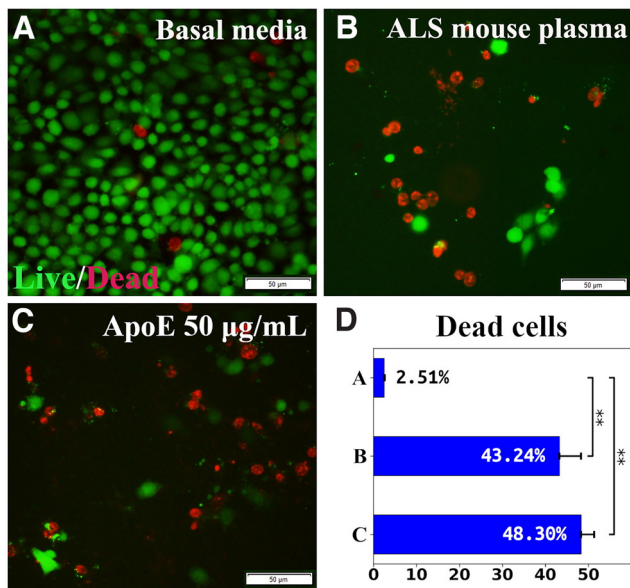 A Basal media
Live/Dead
50 µm
B ALS mouse plasma
50 µm
C ApoE 50 µg/mL
50 µm
D Dead cells
A 2.51% **
B 43.24% **
C 48.30%
0 10 20 30 40 50